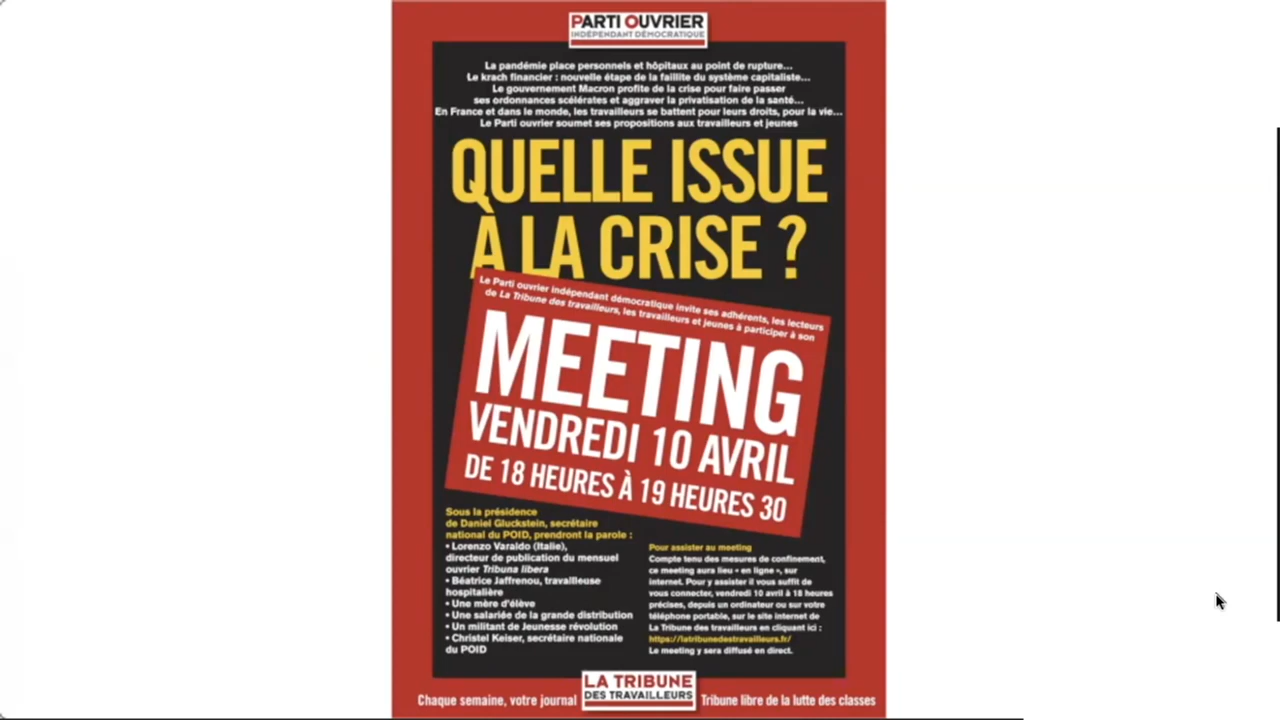 PARTI OUVRIER
INDÉPENDANT DÉMOCRATIQUE
La pandémie place personnels et hôpitaux au point de rupture...
Le krach financier : nouvelle étape de la faillite du système capitaliste...
Le gouvernement Macron profite de la crise pour faire passer
ses ordonnances scélérates et aggraver la privatisation de la santé...
En France et dans le monde, les travailleurs se battent pour leurs droits, pour la vie...
Le Parti ouvrier soumet ses propositions aux travailleurs et jeunes
QUELLE ISSUE
À LA CRISE ?
Le Parti ouvrier indépendant démocratique invite ses adhérents, les lecteurs
de La Tribune des travailleurs, les travailleurs et jeunes à participer à son
MEETING
VENDREDI 10 AVRIL
DE 18 HEURES À 19 HEURES 30
Sous la présidence
de Daniel Gluckstein, secrétaire
national du POID, prendront la parole :
• Lorenzo Varaldo (Italie),
directeur de publication du mensuel
ouvrier Tribuna libera
• Béatrice Jaffrenou, travailleuse
hospitalière
• Une mère d'élève
• Une salariée de la grande distribution
• Un militant de Jeunesse révolution
• Christel Keiser, secrétaire nationale
du POID
Pour assister au meeting
Compte tenu des mesures de confinement,
ce meeting aura lieu « en ligne », sur
internet. Pour y assister il vous suffit de
vous connecter, vendredi 10 avril à 18 heures
précises, depuis un ordinateur ou sur votre
téléphone portable, sur le site internet de
La Tribune des travailleurs en cliquant ici :
https://latribunedestravailleurs.fr/
Le meeting y sera diffusé en direct.
Chaque semaine, votre journal
LA TRIBUNE
DES TRAVAILLEURS
Tribune libre de la lutte des classes